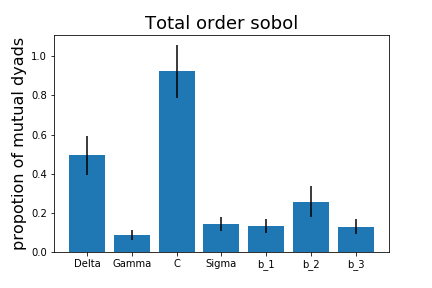 Total order sobol
propotion of mutual dyads
1.0
0.8
0.6
0.4
0.2
0.0
Delta Gamma C Sigma b_1 b_2 b_3